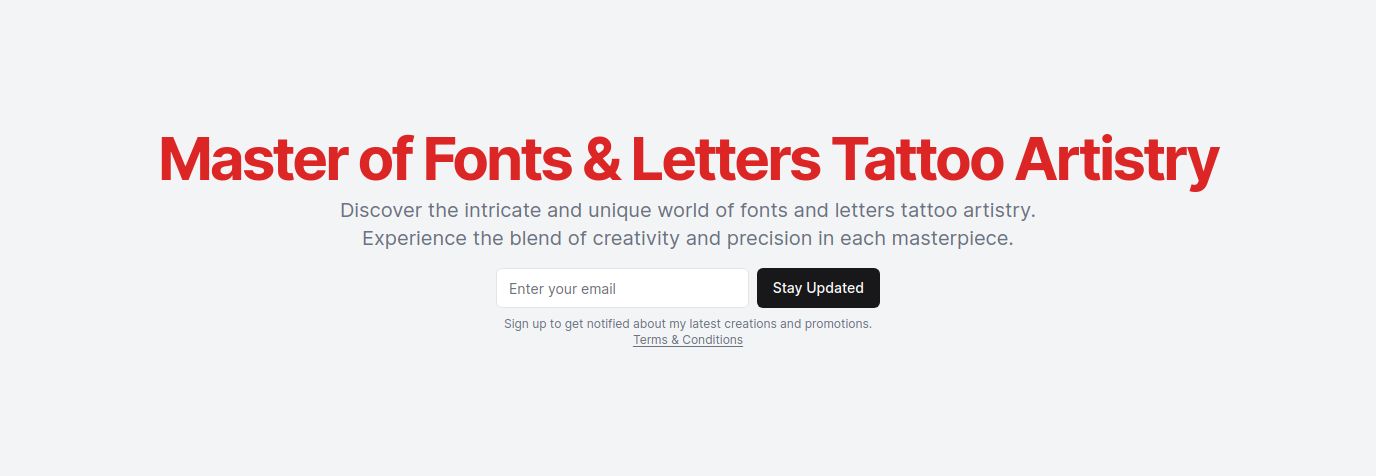 Master of Fonts & Letters Tattoo Artistry
Discover the intricate and unique world of fonts and letters tattoo artistry.
Experience the blend of creativity and precision in each masterpiece.
Enter your email
Stay Updated
Sign up to get notified about my latest creations and promotions.
Terms & Conditions